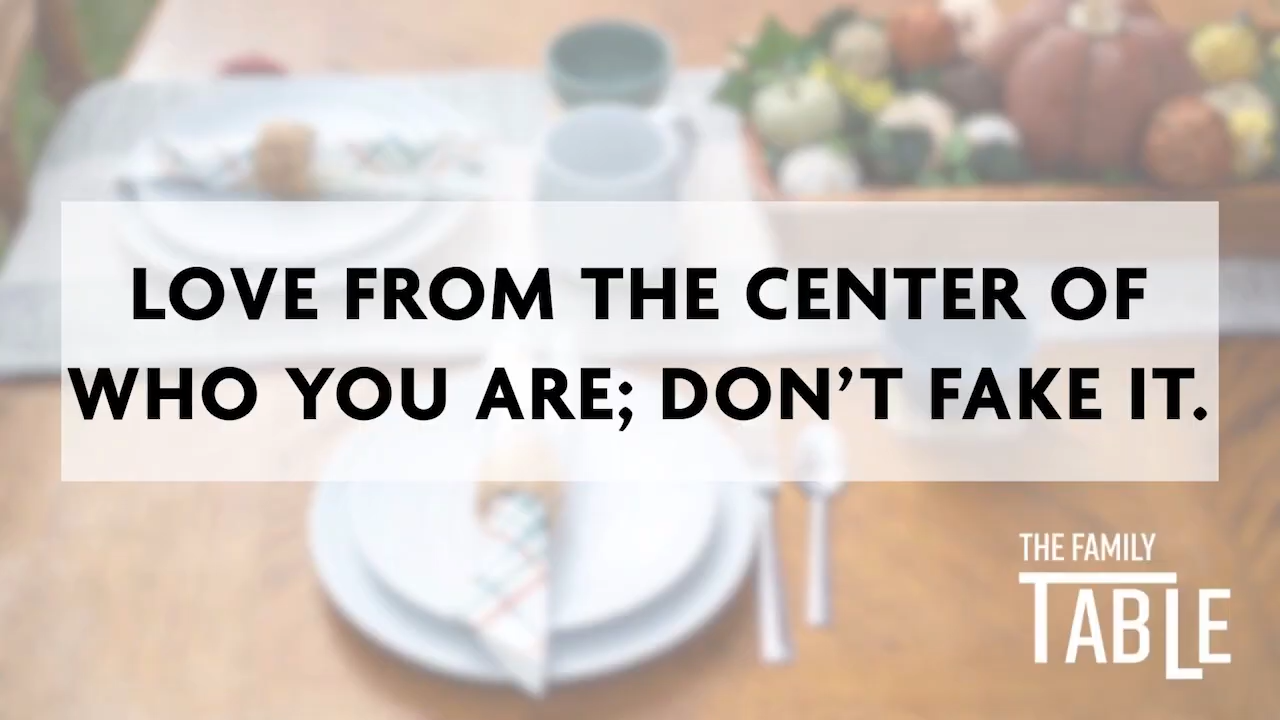 LOVE FROM THE CENTER OF
WHO YOU ARE; DON’T FAKE IT.
THE FAMILY
TABLE